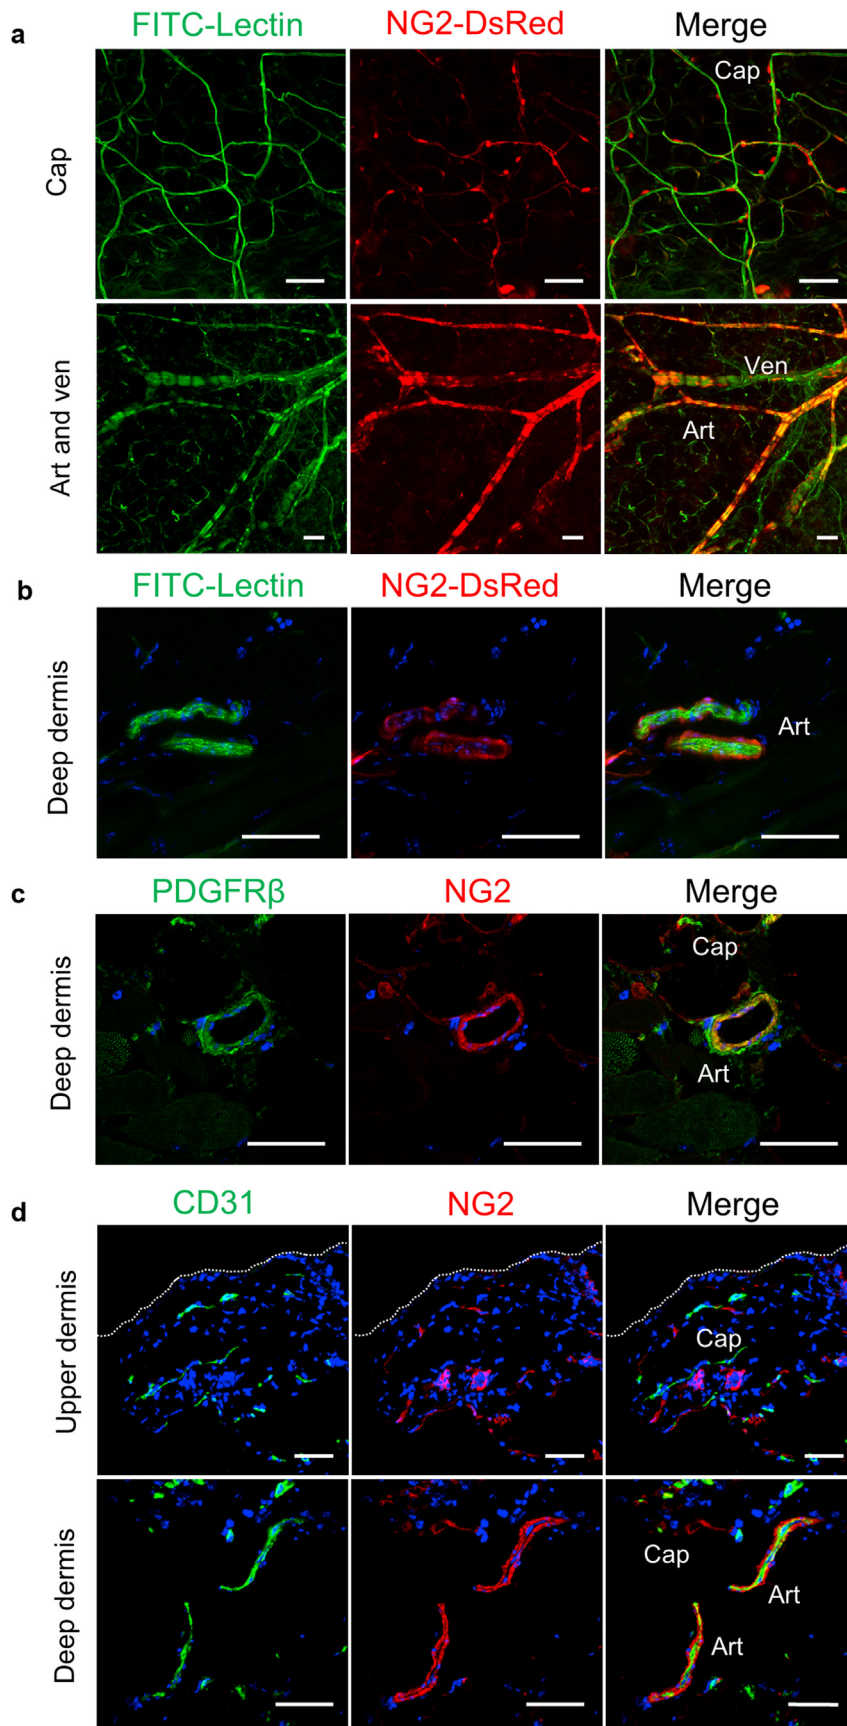 a
FITC-Lectin NG2-DsRed Merge
Cap
Cap
Art and ven
Ven
Art
b
FITC-Lectin NG2-DsRed Merge
Deep dermis
Art
c
PDGFRβ NG2 Merge
Deep dermis
Cap
Art
d
CD31 NG2 Merge
Upper dermis
Cap
Deep dermis
Cap
Art
Art